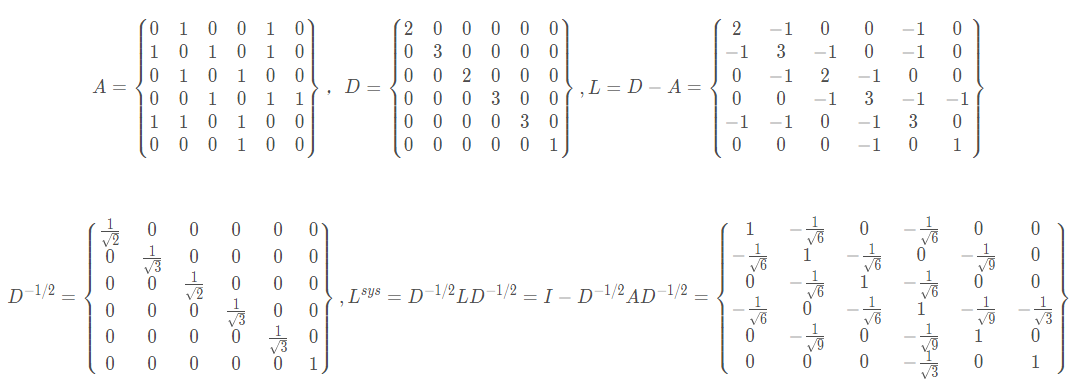 A =
0 1 0 0 1 0
1 0 1 0 1 0
0 1 0 1 0 0
0 0 1 0 1 1
1 1 0 1 0 0
0 0 0 1 0 0
, D =
2 0 0 0 0 0
0 3 0 0 0 0
0 0 2 0 0 0
0 0 0 3 0 0
0 0 0 0 3 0
0 0 0 0 0 1
, L = D − A =
2 −1 0 0 −1 0
−1 3 −1 0 −1 0
0 −1 2 −1 0 0
0 0 −1 3 −1 −1
−1 −1 0 −1 3 0
0 0 0 −1 0 1
D^{−1/2} =
1/√2 0 0 0 0 0
0 1/√3 0 0 0 0
0 0 1/√2 0 0 0
0 0 0 1/√3 0 0
0 0 0 0 1/√3 0
0 0 0 0 0 1
, L^{sys} = D^{−1/2}LD^{−1/2} = I − D^{−1/2}AD^{−1/2} =
1 −1/√6 0 −1/√6 0 0
−1/√6 1 −1/√6 0 −1/√9 0
0 −1/√6 1 −1/√6 0 0
−1/√6 0 −1/√6 1 −1/√9 −1/√3
0 −1/√9 0 −1/√9 1 0
0 0 0 −1/√3 0 1